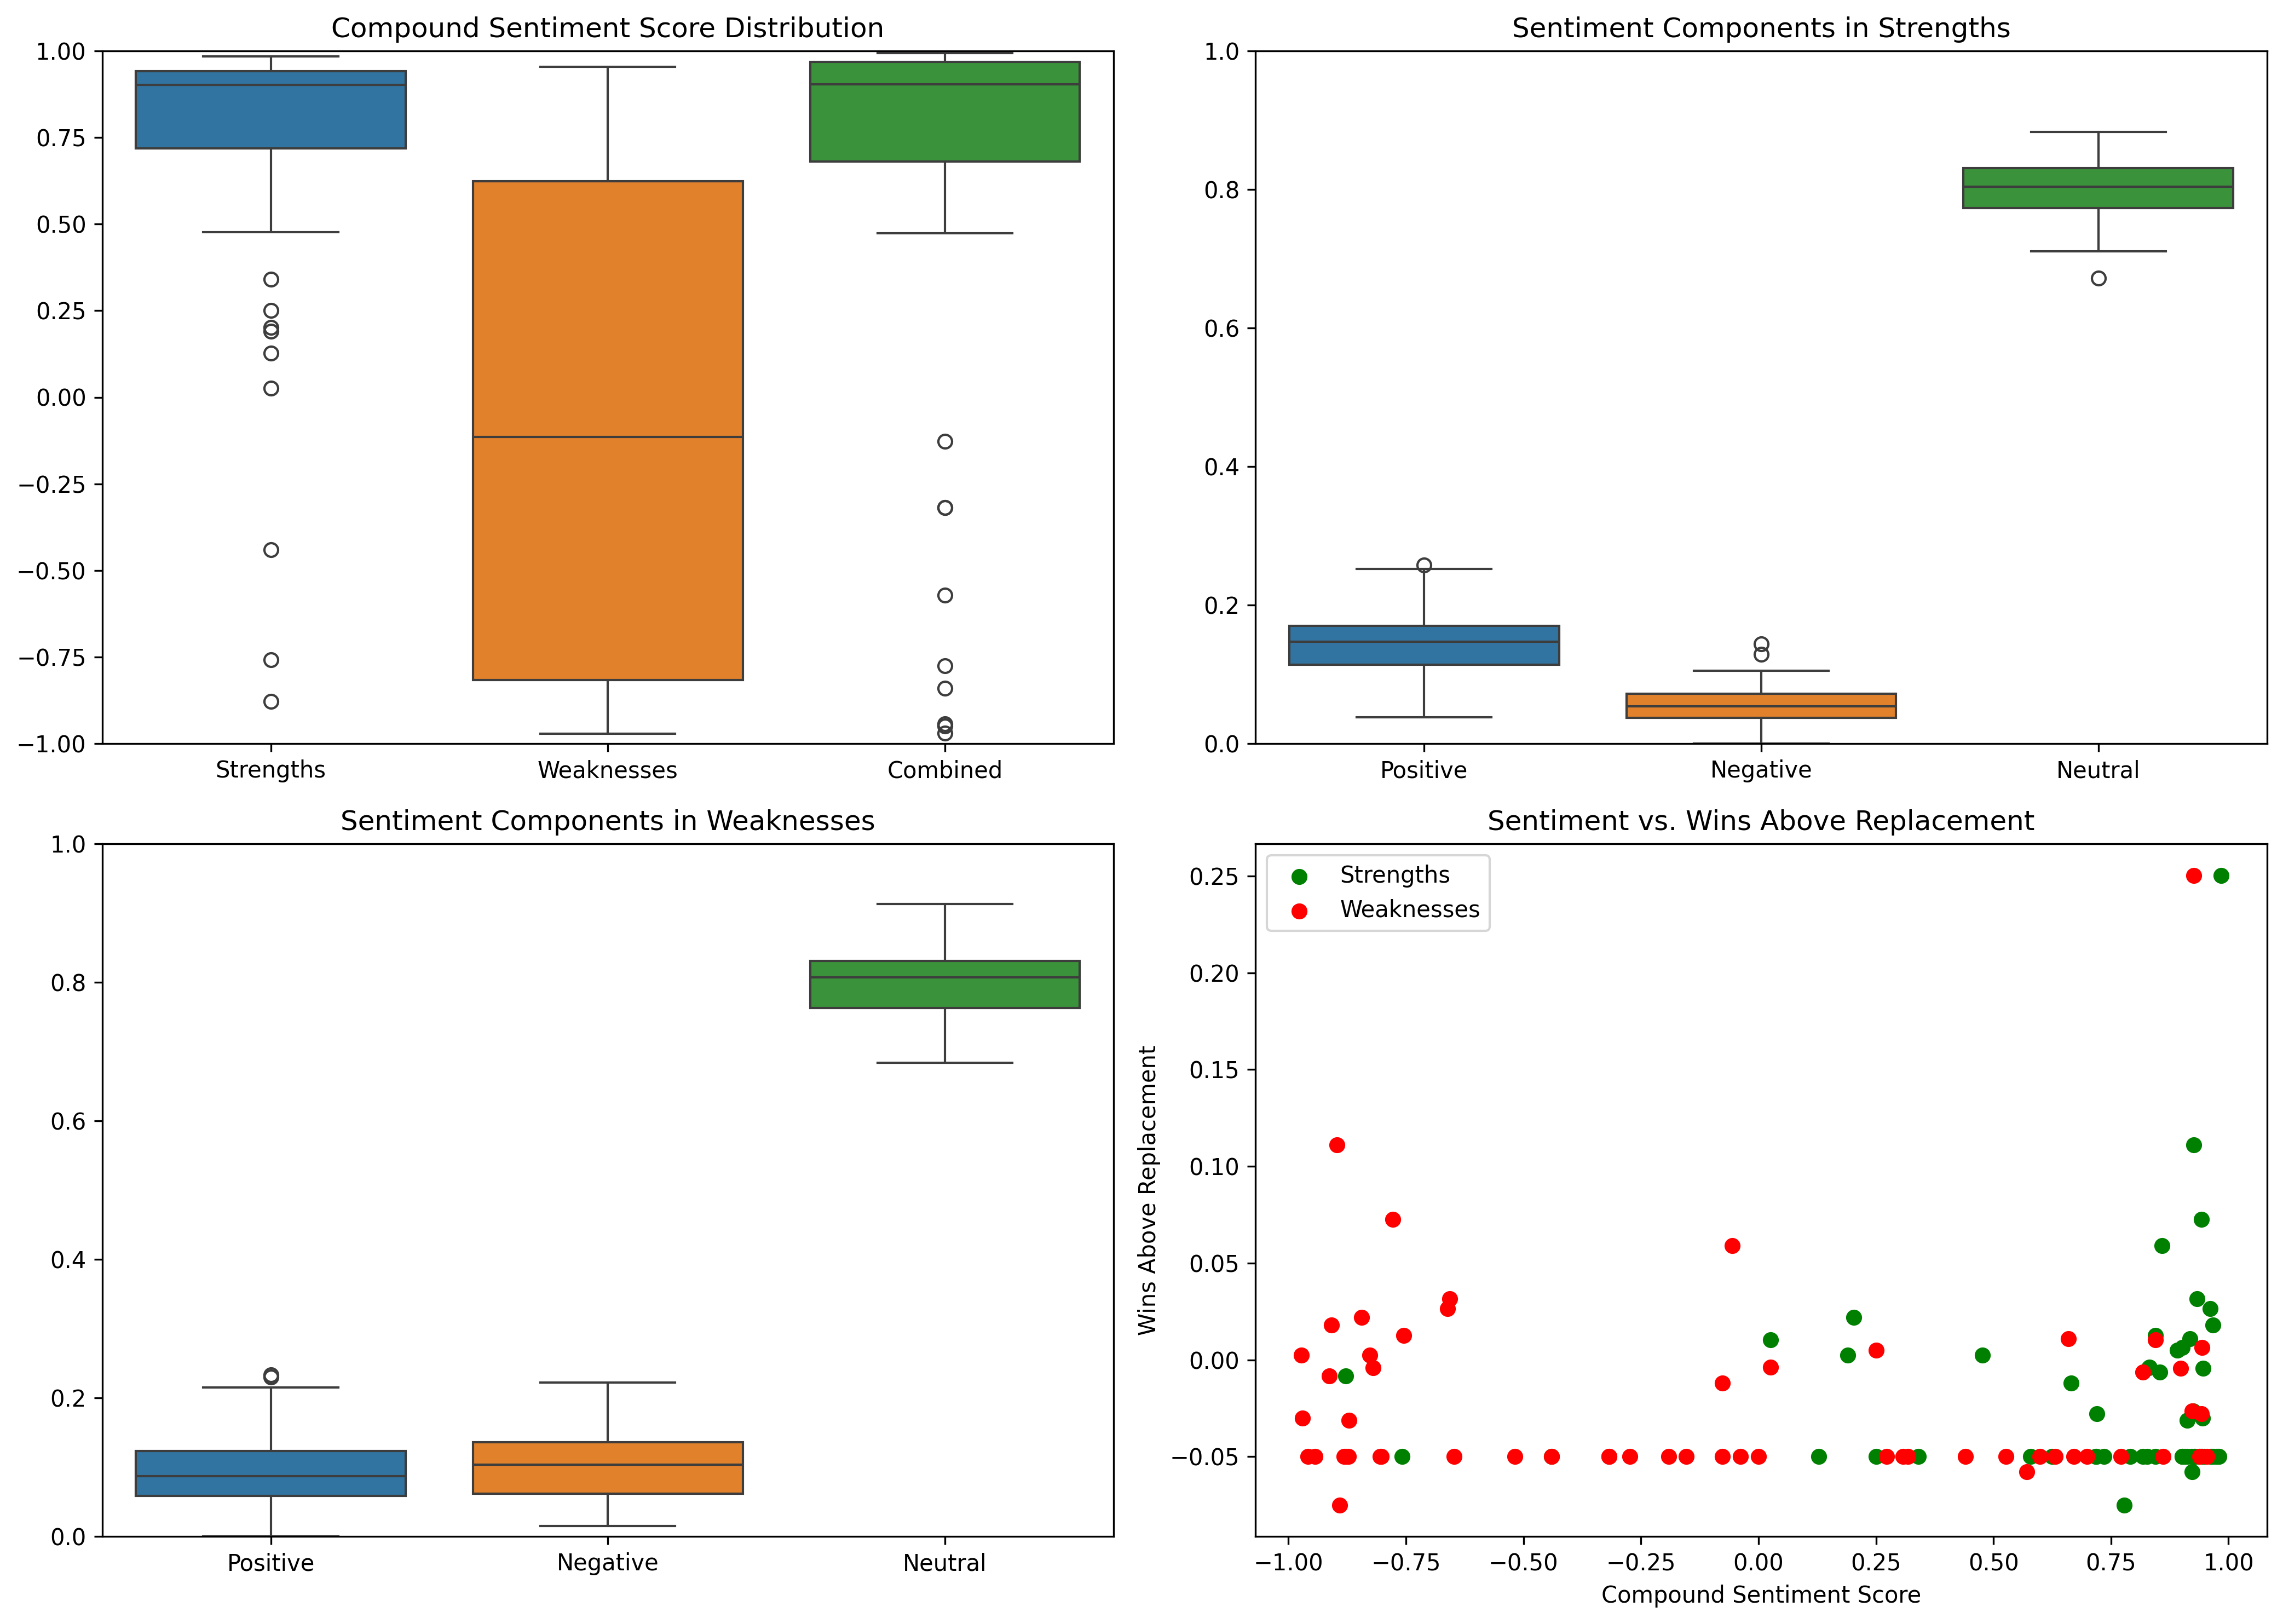 Compound Sentiment Score Distribution
1.00
0.75
0.50
0.25
0.00
−0.25
−0.50
−0.75
−1.00
Strengths Weaknesses Combined
Sentiment Components in Strengths
1.0
0.8
0.6
0.4
0.2
0.0
Positive Negative Neutral
Sentiment Components in Weaknesses
1.0
0.8
0.6
0.4
0.2
0.0
Positive Negative Neutral
Sentiment vs. Wins Above Replacement
Strengths
Weaknesses
Wins Above Replacement
0.25
0.20
0.15
0.10
0.05
0.00
−0.05
−1.00 −0.75 −0.50 −0.25 0.00 0.25 0.50 0.75 1.00
Compound Sentiment Score